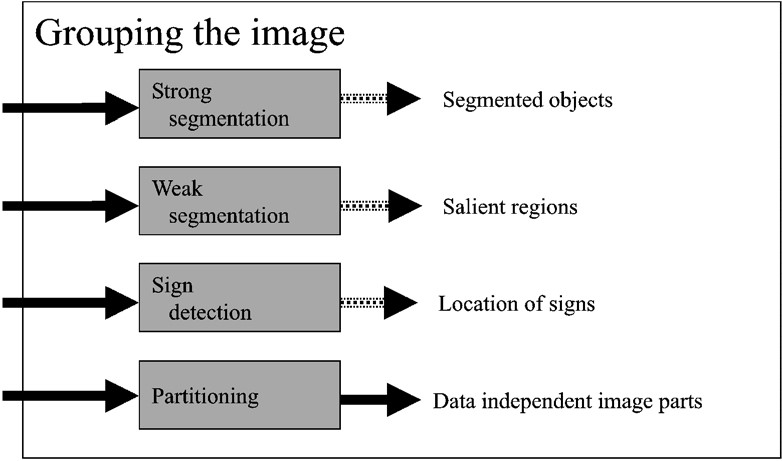 Grouping the image
Strong
segmentation
Segmented objects
Weak
segmentation
Salient regions
Sign
detection
Location of signs
Partitioning
Data independent image parts